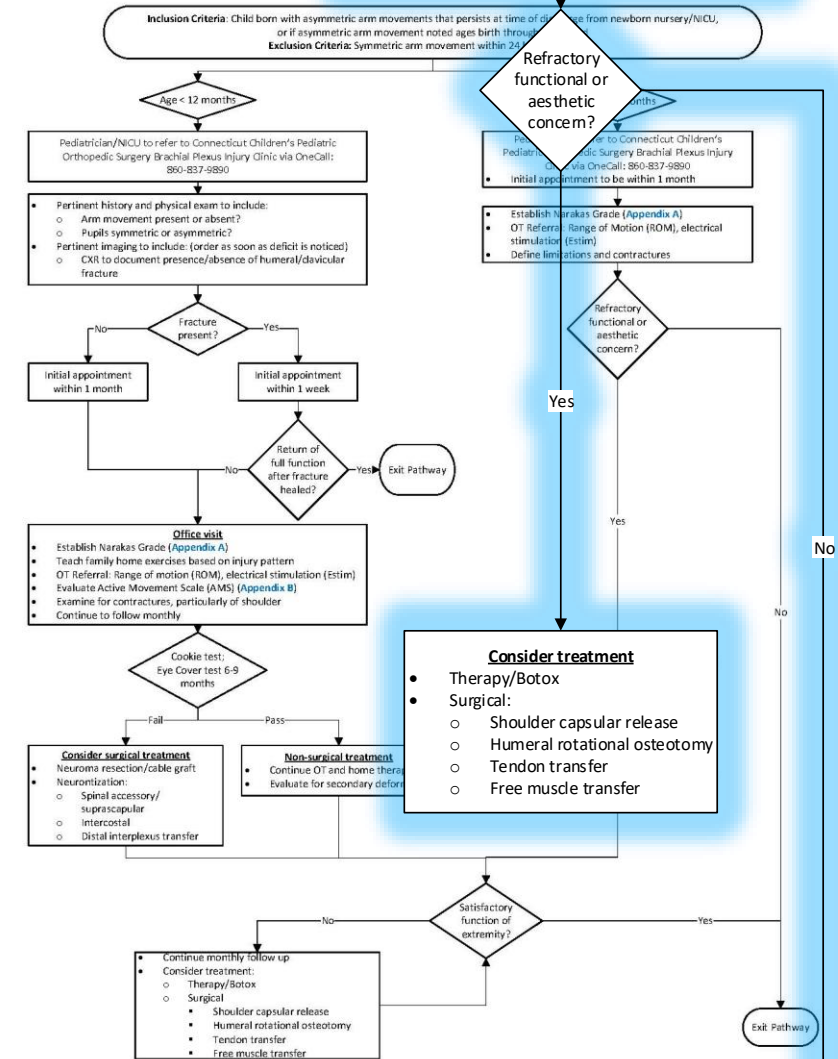 Inclusion Criteria: Child born with asymmetric arm movements that persists at time of from newborn nursery/NICU,
or if asymmetric arm movement noted ages birth
Exclusion Criteria: Symmetric arm movement within 24
Refractory
functional or
aesthetic
concern?
Age < 12 months
Pediatrician/NICU to refer to Connecticut Children's Pediatric
Orthopedic Surgery Brachial Plexus Injury Clinic via OneCall:
860-837-9890
to Connecticut Children's
Surgery Brachial Plexus Injury
via OneCall: 860-837-9890
• Initial appointment to be within 1 month
• Pertinent history and physical exam to include:
o Arm movement present or absent?
o Pupils symmetric or asymmetric?
• Pertinent imaging to include: (order as soon as deficit is noticed)
o CXR to document presence/absence of humeral/clavicular
fracture
• Establish Narakas Grade (Appendix A)
• OT Referral: Range of Motion (ROM), electrical
stimulation (Estim)
• Define limitations and contractures
Fracture
present?
No
Yes
Refractory
functional or
aesthetic
concern?
Initial appointment
within 1 month
Initial appointment
within 1 week
Yes
Return of
full function
after fracture
healed?
No
Yes
Exit Pathway
Yes
No
Office visit
• Establish Narakas Grade (Appendix A)
• Teach family home exercises based on injury pattern
• OT Referral: Range of motion (ROM), electrical stimulation (Estim)
• Evaluate Active Movement Scale (AMS) (Appendix B)
• Examine for contractures, particularly of shoulder
• Continue to follow monthly
No
Cookie test;
Eye Cover test 6-9
months
Fail
Pass
Consider treatment
• Therapy/Botox
• Surgical:
o Shoulder capsular release
o Humeral rotational osteotomy
o Tendon transfer
o Free muscle transfer
Consider surgical treatment
• Neuroma resection/cable graft
• Neurontization:
o Spinal accessory/
suprascapular
o Intercostal
o Distal interplexus transfer
Non-surgical treatment
• Continue OT and home
• Evaluate for secondary
Satisfactory
function of
extremity?
No
Yes
• Continue monthly follow up
• Consider treatment:
o Therapy/Botox
o Surgical
▪ Shoulder capsular release
▪ Humeral rotational osteotomy
▪ Tendon transfer
▪ Free muscle transfer
Exit Pathway